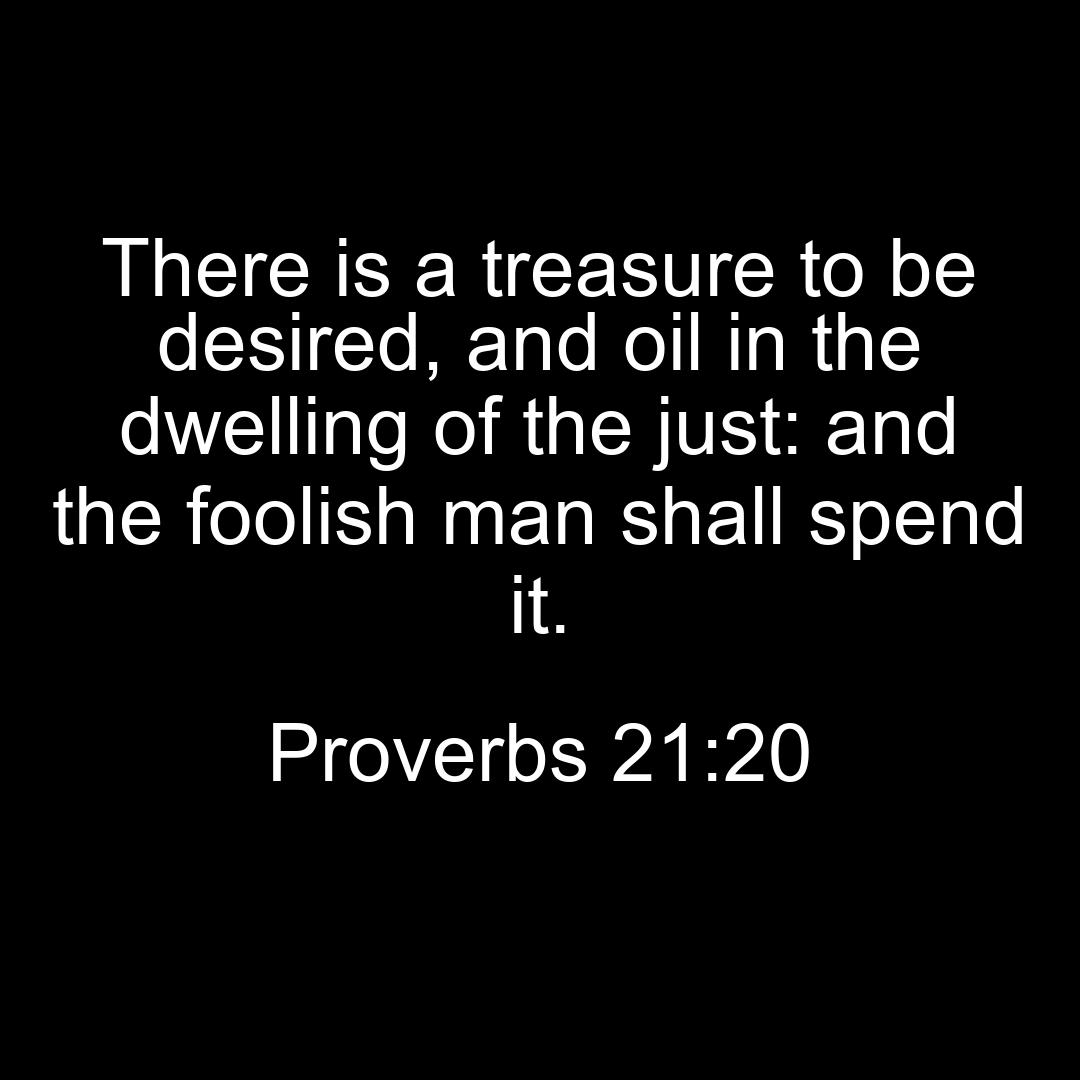 There is a treasure to be
desired, and oil in the
dwelling of the just: and
the foolish man shall spend
it.
Proverbs 21:20